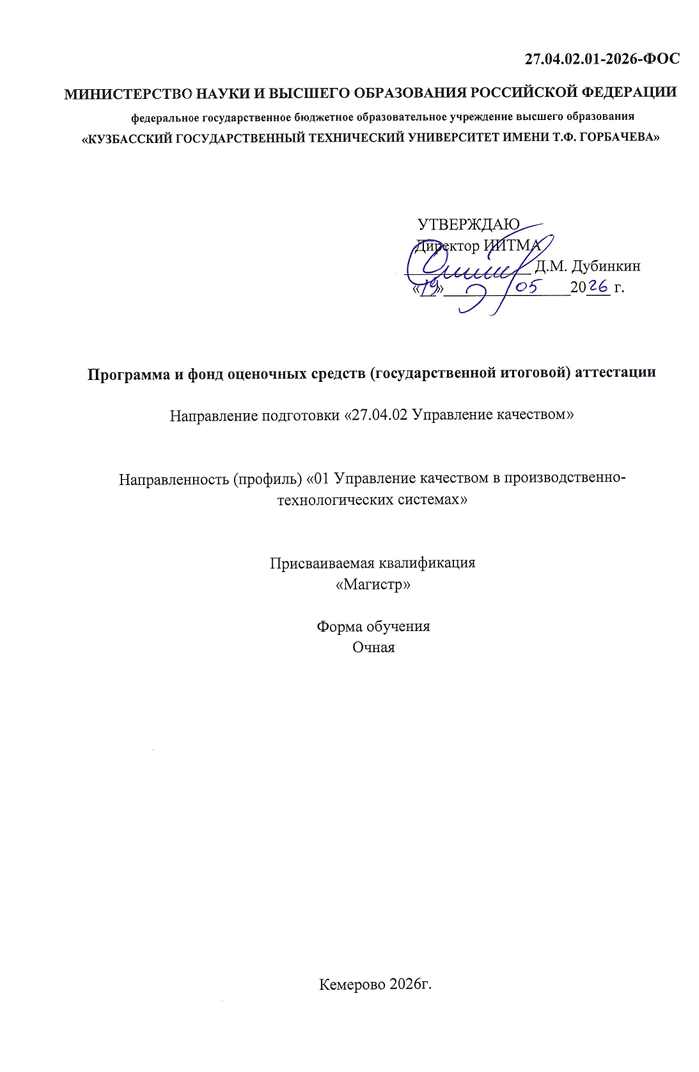 27.04.02.01-2026-ФОС
МИНИСТЕРСТВО НАУКИ И ВЫСШЕГО ОБРАЗОВАНИЯ РОССИЙСКОЙ ФЕДЕРАЦИИ
федеральное государственное бюджетное образовательное учреждение высшего образования
«КУЗБАССКИЙ ГОСУДАРСТВЕННЫЙ ТЕХНИЧЕСКИЙ УНИВЕРСИТЕТ ИМЕНИ Т.Ф. ГОРБАЧЕВА»
УТВЕРЖДАЮ
Директор ИИТМА
Д.М. Дубинкин
«19» 05 2026 г.
Программа и фонд оценочных средств (государственной итоговой) аттестации
Направление подготовки «27.04.02 Управление качеством»
Направленность (профиль) «01 Управление качеством в производственно-
технологических системах»
Присваиваемая квалификация
«Магистр»
Форма обучения
Очная
Кемерово 2026г.